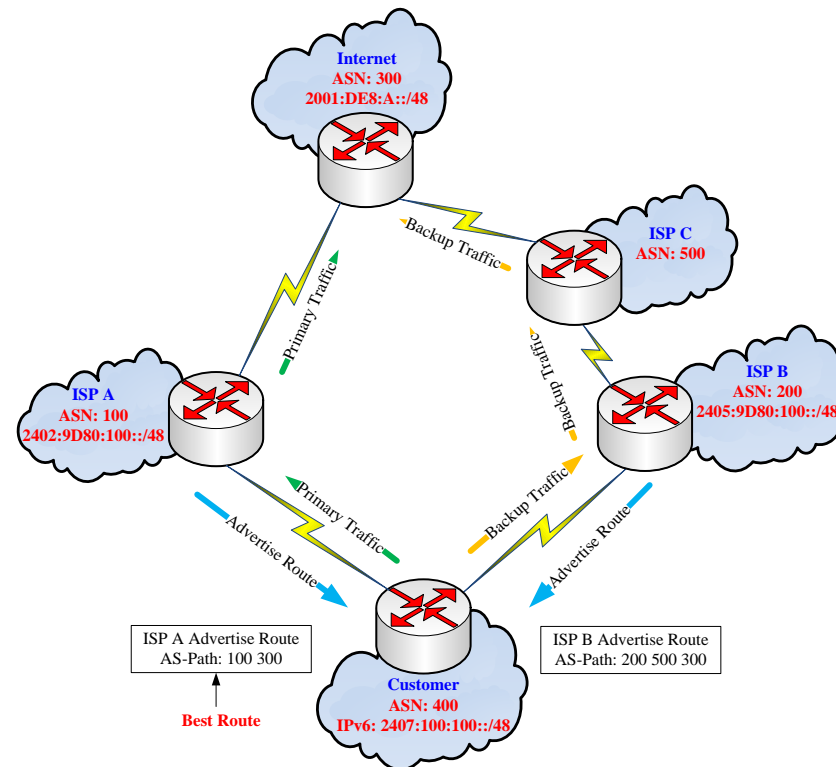 Internet
ASN: 300
2001:DE8:A::/48
Backup Traffic
ISP C
ASN: 500
Primary Traffic
Backup Traffic
ISP A
ASN: 100
2402:9D80:100::/48
ISP B
ASN: 200
2405:9D80:100::/48
Primary Traffic
Backup Traffic
Advertise Route
Advertise Route
ISP A Advertise Route
AS-Path: 100 300
ISP B Advertise Route
AS-Path: 200 500 300
Best Route
Customer
ASN: 400
IPv6: 2407:100:100::/48